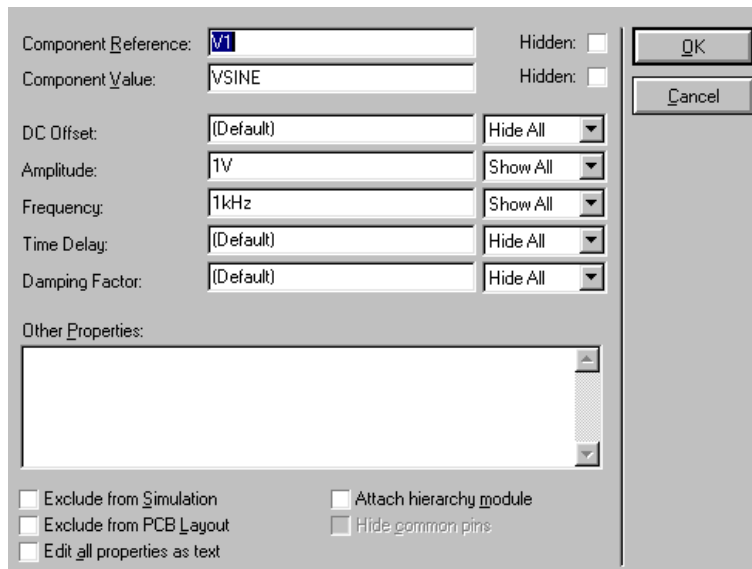 Component Reference: V1 Hidden: OK
Component Value: VSINE Hidden: Cancel
DC Offset: (Default) Hide All
Amplitude: 1V Show All
Frequency: 1kHz Show All
Time Delay: (Default) Hide All
Damping Factor: (Default) Hide All
Other Properties:
Exclude from Simulation Attach hierarchy module
Exclude from PCB Layout Hide common pins
Edit all properties as text